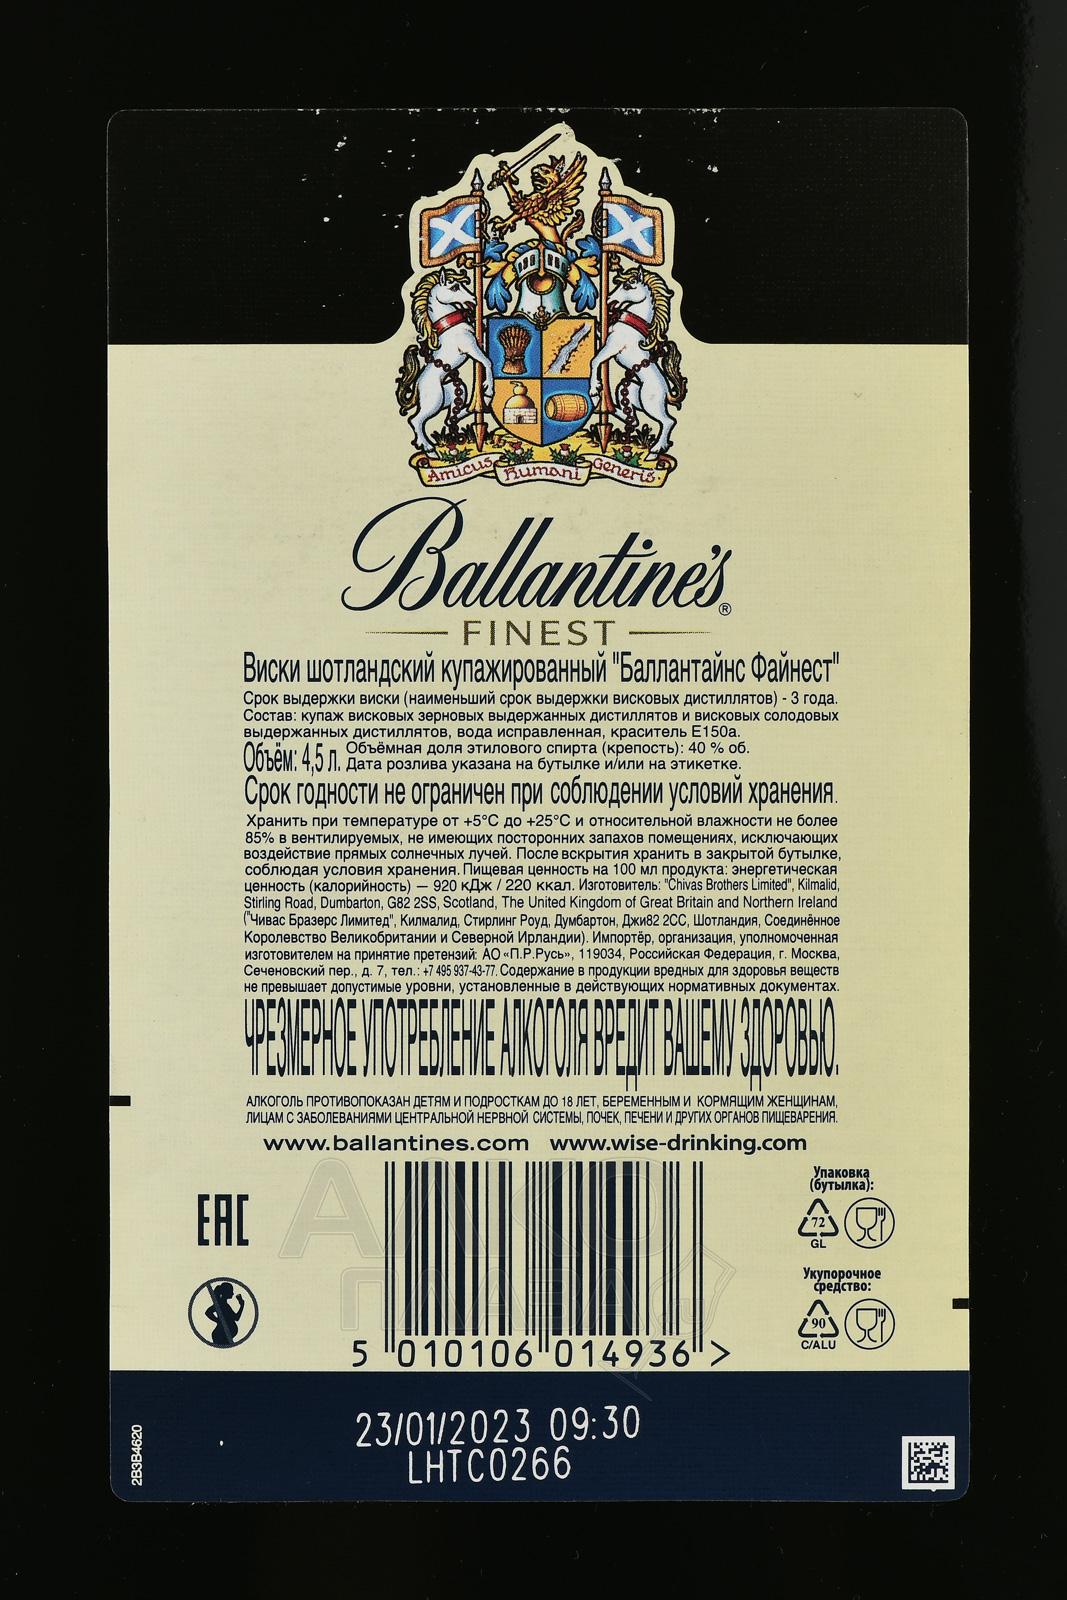 Amicus Humani Generis
Ballantine's®
FINEST
Виски шотландский купажированный "Баллантайнс Файнест"
Срок выдержки виски (наименьший срок выдержки висковых дистиллятов) - 3 года.
Состав: купаж висковых зерновых выдержанных дистиллятов и висковых солодовых
выдержанных дистиллятов, вода исправленная, краситель Е150а.
Объём: 4,5 л. Объёмная доля этилового спирта (крепость): 40 % об.
Дата розлива указана на бутылке и/или на этикетке.
Срок годности не ограничен при соблюдении условий хранения.
Хранить при температуре от +5°С до +25°С и относительной влажности не более
85% в вентилируемых, не имеющих посторонних запахов помещениях, исключающих
воздействие прямых солнечных лучей. После вскрытия хранить в закрытой бутылке,
соблюдая условия хранения. Пищевая ценность на 100 мл продукта: энергетическая
ценность (калорийность) — 920 кДж / 220 ккал. Изготовитель: "Chivas Brothers Limited", Kilmalid,
Stirling Road, Dumbarton, G82 2SS, Scotland, The United Kingdom of Great Britain and Northern Ireland
("Чивас Бразерс Лимитед", Килмалид, Стирлинг Роуд, Думбартон, Джи82 2СС, Шотландия, Соединённое
Королевство Великобритании и Северной Ирландии). Импортёр, организация, уполномоченная
изготовителем на принятие претензий: АО «П.Р.Русь», 119034, Российская Федерация, г. Москва,
Сеченовский пер., д. 7, тел.: +7 495 937-43-77. Содержание в продукции вредных для здоровья веществ
не превышает допустимые уровни, установленные в действующих нормативных документах.
ЧРЕЗМЕРНОЕ УПОТРЕБЛЕНИЕ АЛКОГОЛЯ ВРЕДИТ ВАШЕМУ ЗДОРОВЬЮ.
АЛКОГОЛЬ ПРОТИВОПОКАЗАН ДЕТЯМ И ПОДРОСТКАМ ДО 18 ЛЕТ, БЕРЕМЕННЫМ И КОРМЯЩИМ ЖЕНЩИНАМ,
ЛИЦАМ С ЗАБОЛЕВАНИЯМИ ЦЕНТРАЛЬНОЙ НЕРВНОЙ СИСТЕМЫ, ПОЧЕК, ПЕЧЕНИ И ДРУГИХ ОРГАНОВ ПИЩЕВАРЕНИЯ.
www.ballantines.com www.wise-drinking.com
EAC
Упаковка
(бутылка):
72
GL
Укупорочное
средство:
90
C/ALU
АЛКО
ПЛАЗА.ru
5 010106 014936 >
23/01/2023 09:30
LHTC0266
2B3B4620